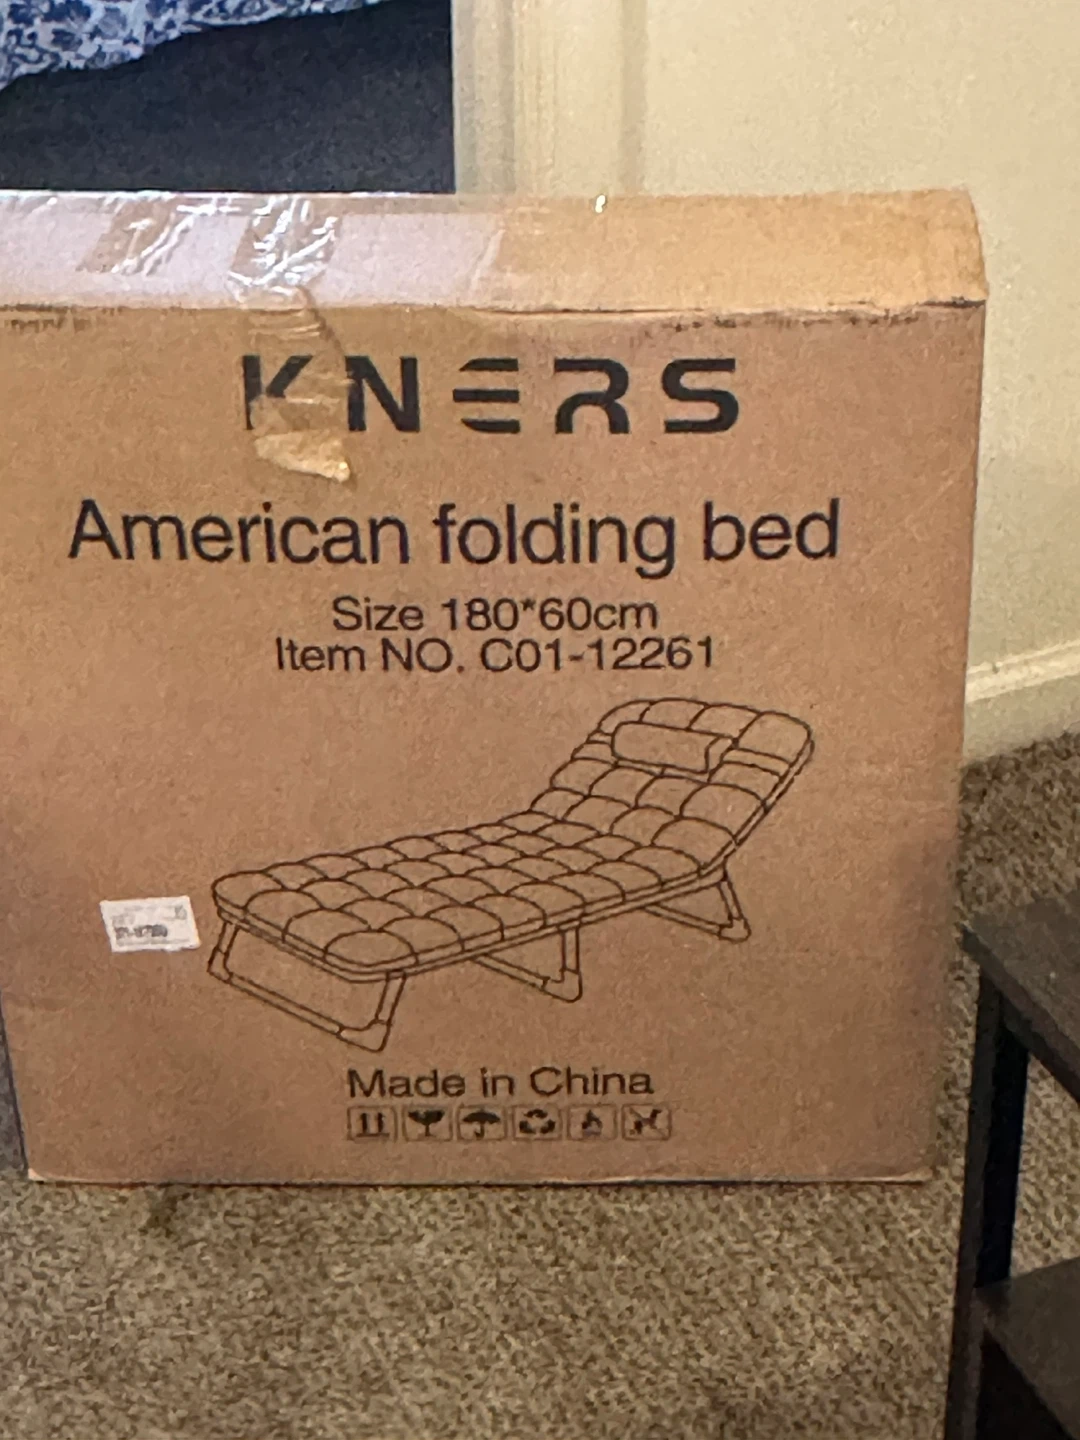 KNERS
American folding bed
Size 180*60cm
Item NO. C01-12261
Made in China